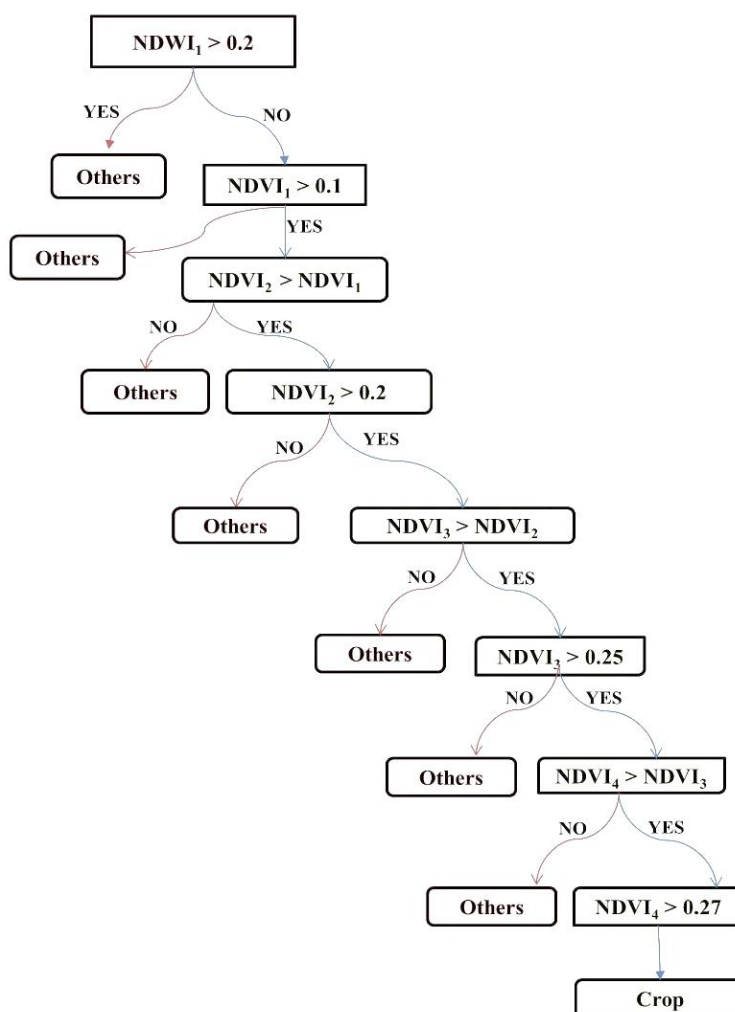 NDWI₁ > 0.2
YES
NO
Others
NDVI₁ > 0.1
YES
Others
NDVI₂ > NDVI₁
NO
YES
Others
NDVI₂ > 0.2
NO
YES
Others
NDVI₃ > NDVI₂
NO
YES
Others
NDVI₃ > 0.25
NO
YES
Others
NDVI₄ > NDVI₃
NO
YES
Others
NDVI₄ > 0.27
Crop